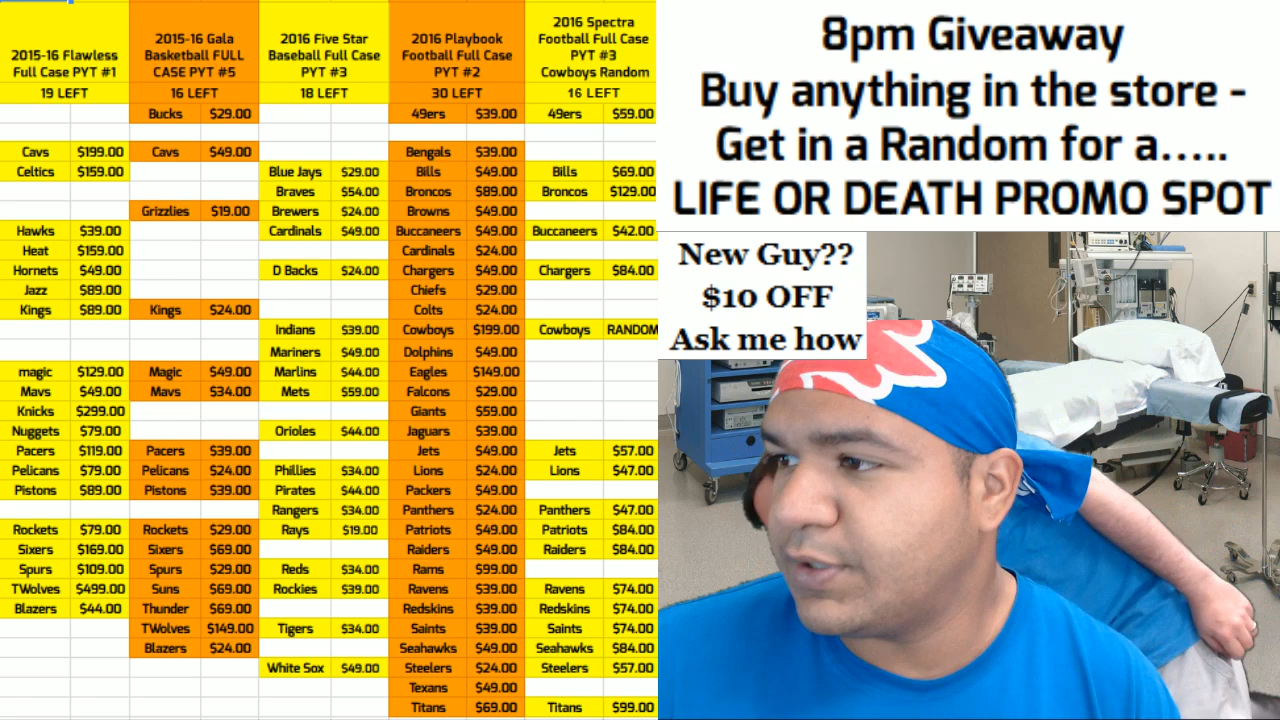 2015-16 Flawless
Full Case PYT #1
19 LEFT
Cavs $199.00
Celtics $159.00
Hawks $39.00
Heat $159.00
Hornets $49.00
Jazz $89.00
Kings $89.00
magic $129.00
Mavs $49.00
Knicks $299.00
Nuggets $79.00
Pacers $119.00
Pelicans $79.00
Pistons $89.00
Rockets $79.00
Sixers $169.00
Spurs $109.00
TWolves $499.00
Blazers $44.00
2015-16 Gala
Basketball FULL
CASE PYT #5
16 LEFT
Bucks $29.00
Cavs $49.00
Grizzlies $19.00
Kings $24.00
Magic $49.00
Mavs $34.00
Pacers $39.00
Pelicans $24.00
Pistons $39.00
Rockets $29.00
Sixers $69.00
Spurs $29.00
Suns $69.00
Thunder $69.00
TWolves $149.00
Blazers $24.00
2016 Five Star
Baseball Full Case
PYT #3
18 LEFT
Blue Jays $29.00
Braves $54.00
Brewers $24.00
Cardinals $49.00
D Backs $24.00
Indians $39.00
Mariners $49.00
Marlins $44.00
Mets $59.00
Orioles $44.00
Phillies $34.00
Pirates $44.00
Rangers $34.00
Rays $19.00
Reds $34.00
Rockies $39.00
Tigers $34.00
White Sox $49.00
2016 Playbook
Football Full Case
PYT #2
30 LEFT
49ers $39.00
Bengals $39.00
Bills $49.00
Broncos $89.00
Browns $49.00
Buccaneers $49.00
Cardinals $24.00
Chargers $49.00
Chiefs $29.00
Colts $24.00
Cowboys $199.00
Dolphins $49.00
Eagles $149.00
Falcons $29.00
Giants $59.00
Jaguars $39.00
Jets $49.00
Lions $24.00
Packers $49.00
Panthers $24.00
Patriots $49.00
Raiders $49.00
Rams $99.00
Ravens $39.00
Redskins $39.00
Saints $39.00
Seahawks $49.00
Steelers $24.00
Texans $49.00
Titans $69.00
2016 Spectra
Football Full Case
PYT #3
Cowboys Random
16 LEFT
49ers $59.00
Bills $69.00
Broncos $129.00
Buccaneers $42.00
Chargers $84.00
Cowboys RANDOM
Jets $57.00
Lions $47.00
Panthers $47.00
Patriots $84.00
Raiders $84.00
Ravens $74.00
Redskins $74.00
Saints $74.00
Seahawks $84.00
Steelers $57.00
Titans $99.00
8pm Giveaway
Buy anything in the store -
Get in a Random for a.....
LIFE OR DEATH PROMO SPOT
New Guy??
$10 OFF
Ask me how